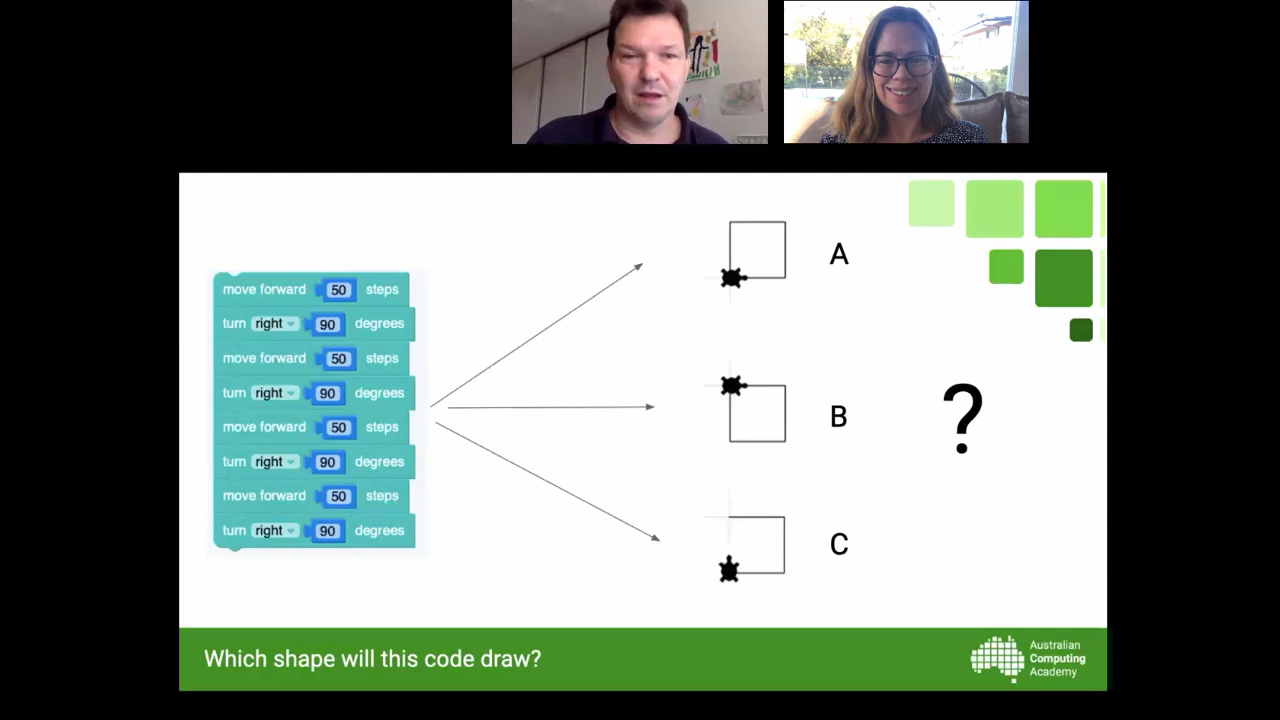 move forward 50 steps
turn right 90 degrees
move forward 50 steps
turn right 90 degrees
move forward 50 steps
turn right 90 degrees
move forward 50 steps
turn right 90 degrees
A
B
?
C
Which shape will this code draw?
Australian
Computing
Academy